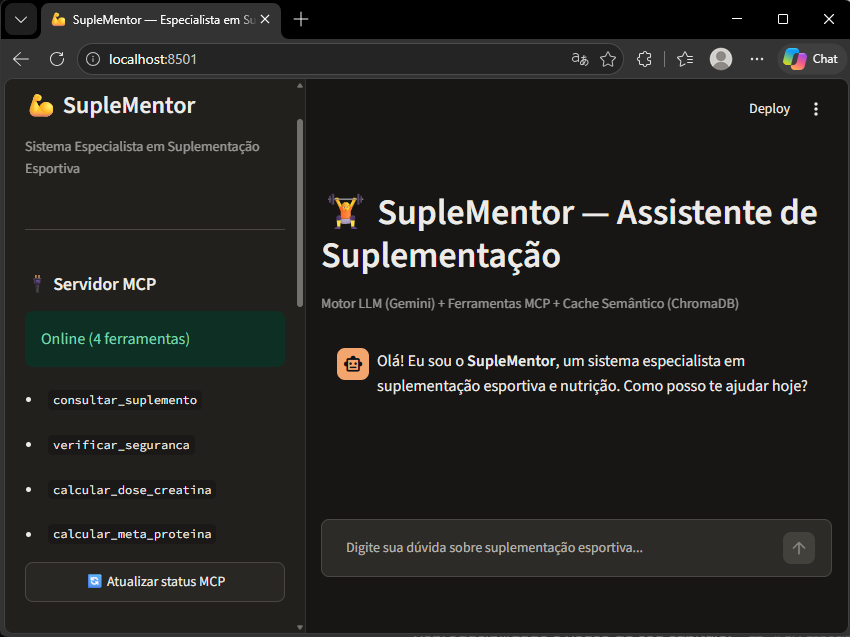 SupleMentor — Especialista em Su
localhost:8501
Chat
SupleMentor
Sistema Especialista em Suplementação
Esportiva
Servidor MCP
Online (4 ferramentas)
consultar_suplemento
verificar_seguranca
calcular_dose_creatina
calcular_meta_proteina
Atualizar status MCP
Deploy
SupleMentor — Assistente de
Suplementação
Motor LLM (Gemini) + Ferramentas MCP + Cache Semântico (ChromaDB)
Olá! Eu sou o SupleMentor, um sistema especialista em
suplementação esportiva e nutrição. Como posso te ajudar hoje?
Digite sua dúvida sobre suplementação esportiva...